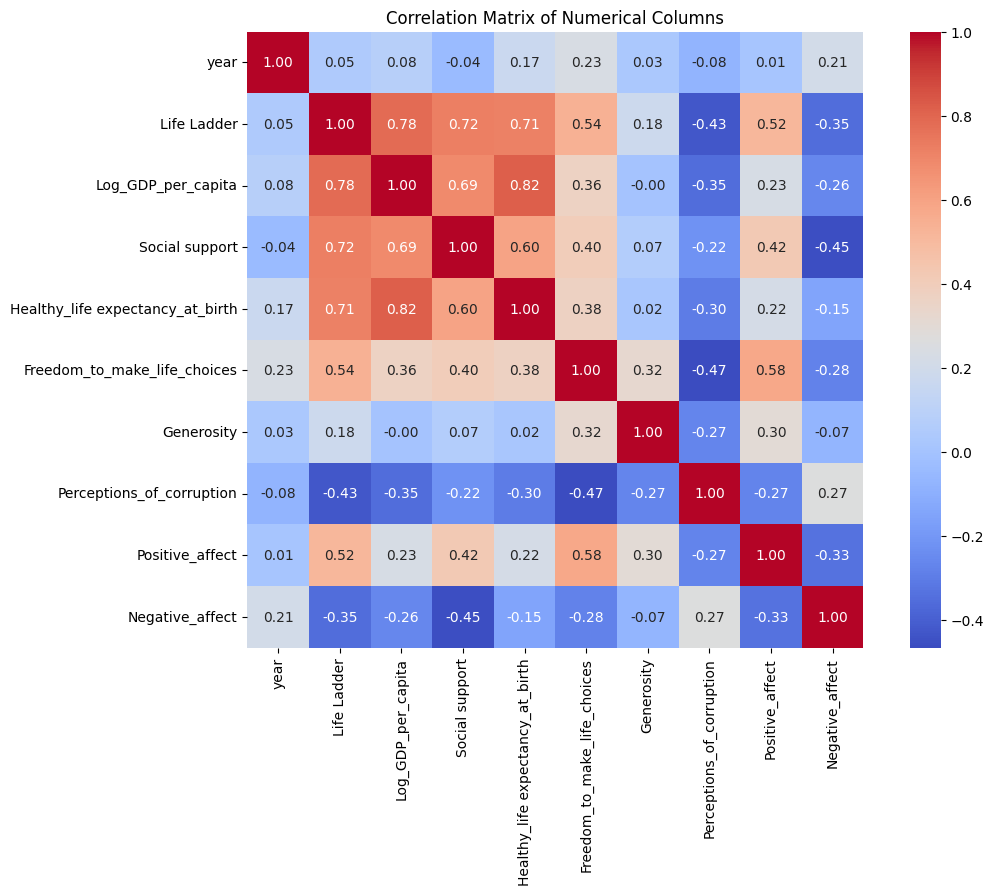 Correlation Matrix of Numerical Columns
year 1.00 0.05 0.08 -0.04 0.17 0.23 0.03 -0.08 0.01 0.21
Life Ladder 0.05 1.00 0.78 0.72 0.71 0.54 0.18 -0.43 0.52 -0.35
Log_GDP_per_capita 0.08 0.78 1.00 0.69 0.82 0.36 -0.00 -0.35 0.23 -0.26
Social support -0.04 0.72 0.69 1.00 0.60 0.40 0.07 -0.22 0.42 -0.45
Healthy_life expectancy_at_birth 0.17 0.71 0.82 0.60 1.00 0.38 0.02 -0.30 0.22 -0.15
Freedom_to_make_life_choices 0.23 0.54 0.36 0.40 0.38 1.00 0.32 -0.47 0.58 -0.28
Generosity 0.03 0.18 -0.00 0.07 0.02 0.32 1.00 -0.27 0.30 -0.07
Perceptions_of_corruption -0.08 -0.43 -0.35 -0.22 -0.30 -0.47 -0.27 1.00 -0.27 0.27
Positive_affect 0.01 0.52 0.23 0.42 0.22 0.58 0.30 -0.27 1.00 -0.33
Negative_affect 0.21 -0.35 -0.26 -0.45 -0.15 -0.28 -0.07 0.27 -0.33 1.00
year
Life Ladder
Log_GDP_per_capita
Social support
Healthy_life expectancy_at_birth
Freedom_to_make_life_choices
Generosity
Perceptions_of_corruption
Positive_affect
Negative_affect
1.0
0.8
0.6
0.4
0.2
0.0
−0.2
−0.4